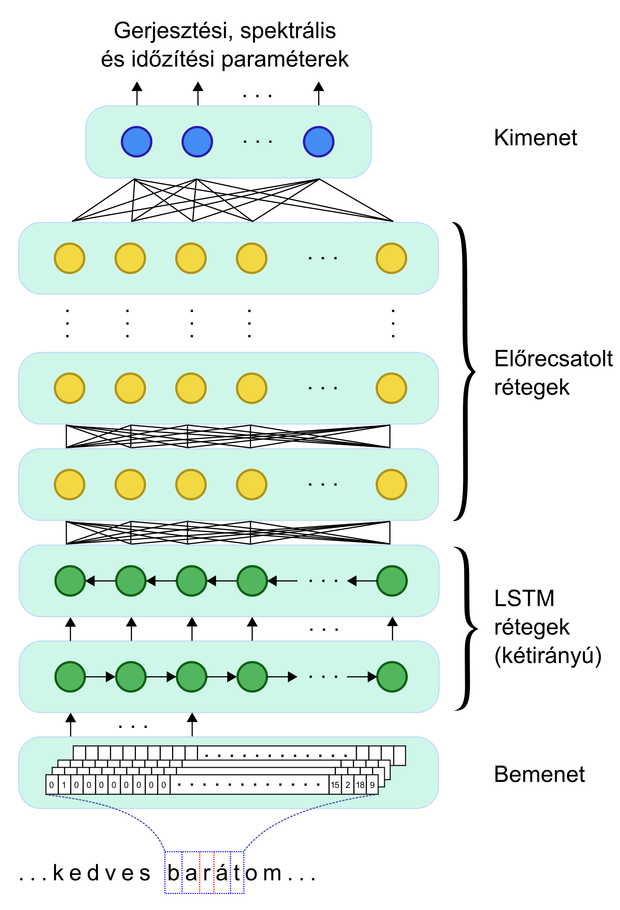 Gerjesztési, spektrális
és időzítési paraméterek
. . .
Kimenet
. . .
. . .
. . .
Előrecsatolt
rétegek
. . .
. . .
. . .
LSTM
rétegek
(kétirányú)
. . .
. . .
. . .
Bemenet
0 1 0 0 0 0 0 0 0 0 . . . . . . . . . . . . 15 2 18 9
...kedves barátom...